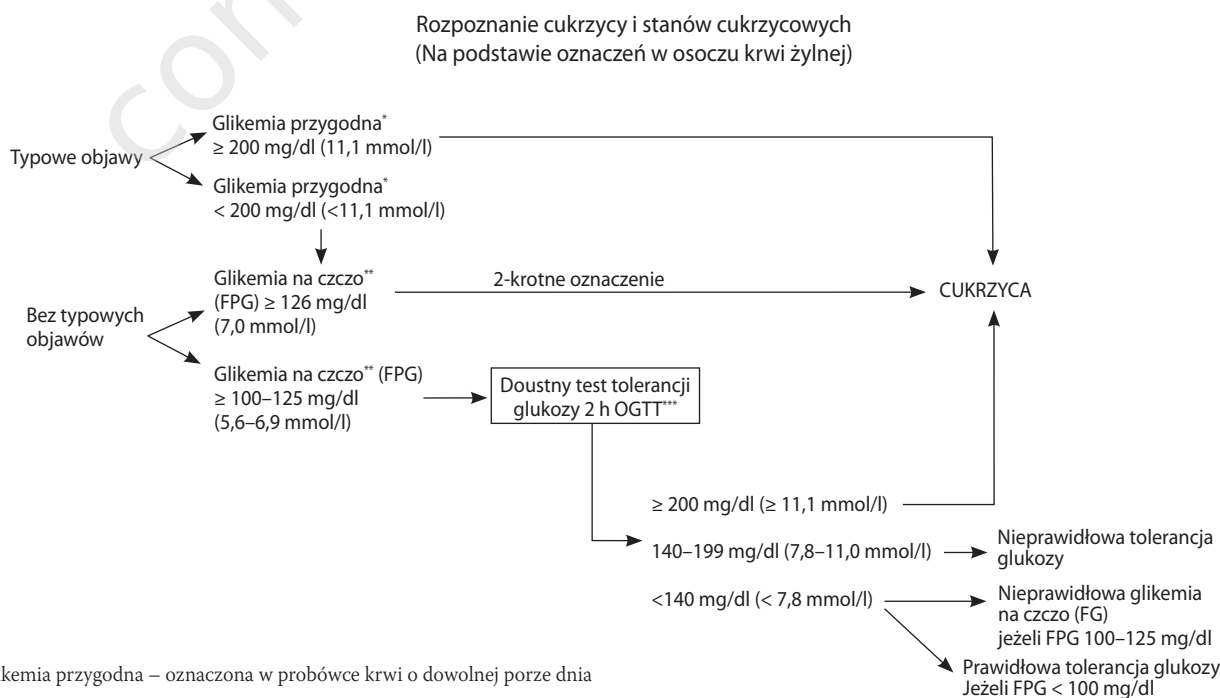 Rozpoznanie cukrzycy i stanów cukrzycowych
(Na podstawie oznaczeń w osoczu krwi żylnej)
Typowe objawy
Glikemia przygodna*
≥ 200 mg/dl (11,1 mmol/l)
Glikemia przygodna*
< 200 mg/dl (<11,1 mmol/l)
Bez typowych
objawów
Glikemia na czczo**
(FPG) ≥ 126 mg/dl
(7,0 mmol/l)
2-krotne oznaczenie
CUKRZYCA
Glikemia na czczo** (FPG)
≥ 100–125 mg/dl
(5,6–6,9 mmol/l)
Doustny test tolerancji
glukozy 2 h OGTT***
≥ 200 mg/dl (≥ 11,1 mmol/l)
140–199 mg/dl (7,8–11,0 mmol/l)
Nieprawidłowa tolerancja
glukozy
<140 mg/dl (< 7,8 mmol/l)
Nieprawidłowa glikemia
na czczo (FG)
jeżeli FPG 100–125 mg/dl
Prawidłowa tolerancja glukozy
Jeżeli FPG < 100 mg/dl
przygodna – oznaczona w probówce krwi o dowolnej porze dnia